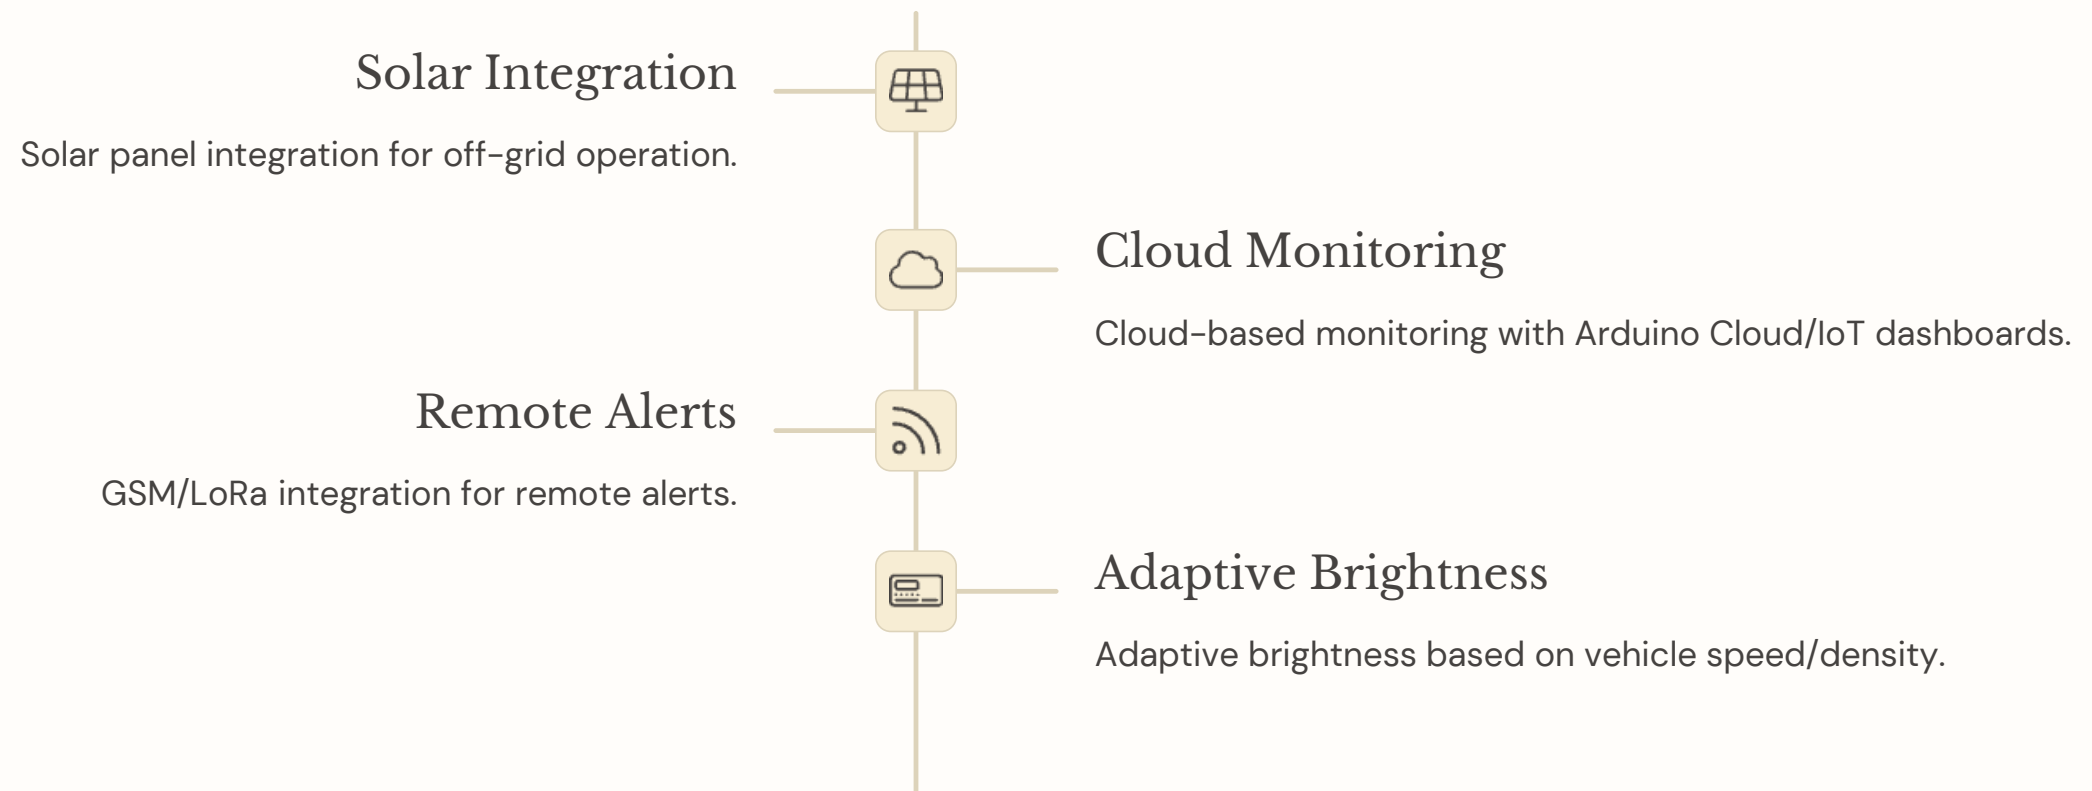 Solar Integration
Solar panel integration for off-grid operation.
Cloud Monitoring
Cloud-based monitoring with Arduino Cloud/IoT dashboards.
Remote Alerts
GSM/LoRa integration for remote alerts.
Adaptive Brightness
Adaptive brightness based on vehicle speed/density.